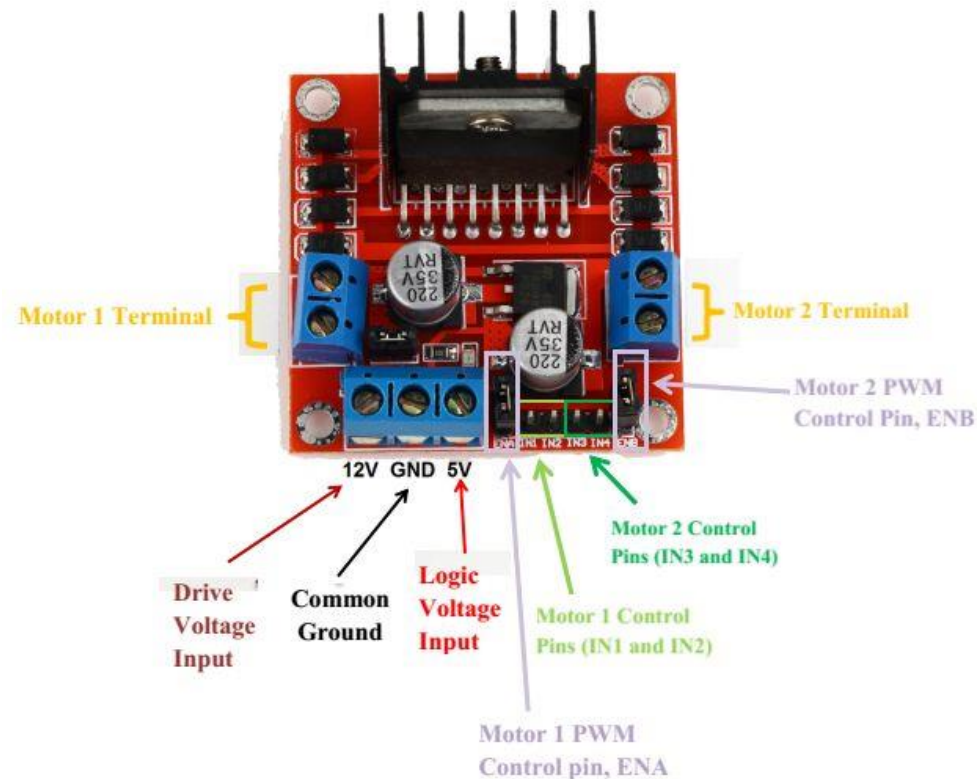 220
35V
RVT
220
35V
RVT
Motor 1 Terminal
Motor 2 Terminal
Motor 2 PWM
Control Pin, ENB
ENA IN1 IN2 IN3 IN4 ENB
12V GND 5V
Drive
Voltage
Input
Common
Ground
Logic
Voltage
Input
Motor 2 Control
Pins (IN3 and IN4)
Motor 1 Control
Pins (IN1 and IN2)
Motor 1 PWM
Control pin, ENA